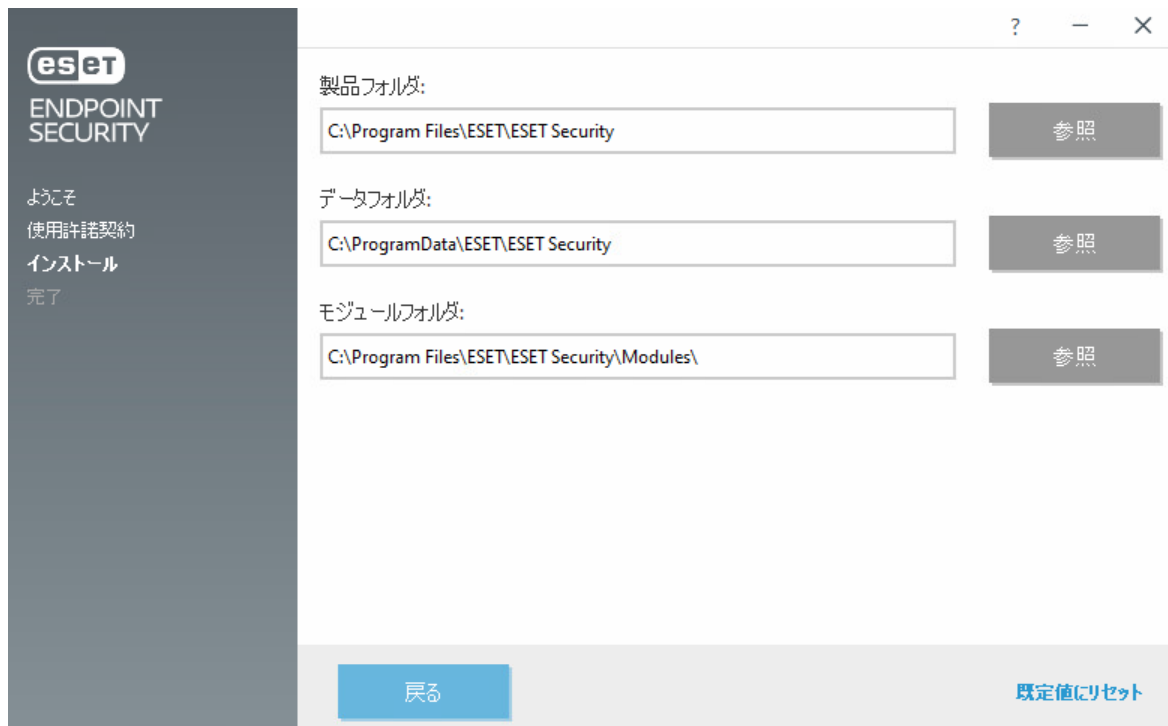 eseT
ENDPOINT
SECURITY
ようこそ
使用許諾契約
インストール
完了
?
製品フォルダ:
C:\Program Files\ESET\ESET Security
参照
データフォルダ:
C:\ProgramData\ESET\ESET Security
参照
モジュールフォルダ:
C:\Program Files\ESET\ESET Security\Modules\
参照
戻る
既定値にリセット